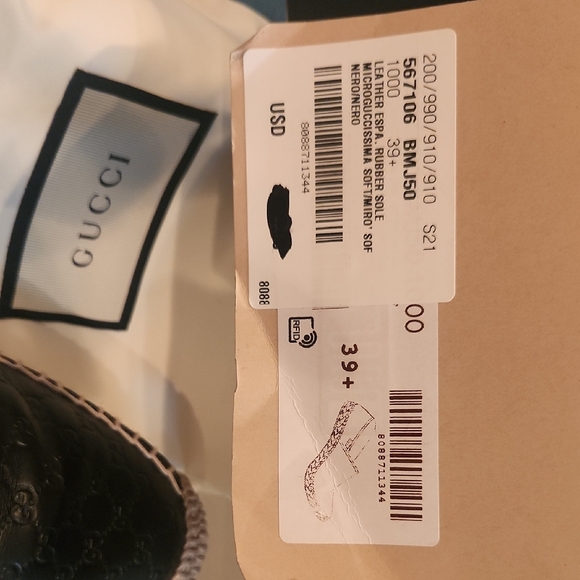 GUCCI
200/990/910/910 S21
567106 BMJ50
1000 39+
LEATHER ESPA. RUBBER SOLE
MICROGUCCISSIMA SOFT/MIRO' SOF
NERO/NERO
8088711344
USD
8088
00
39+
RFID
8088711344